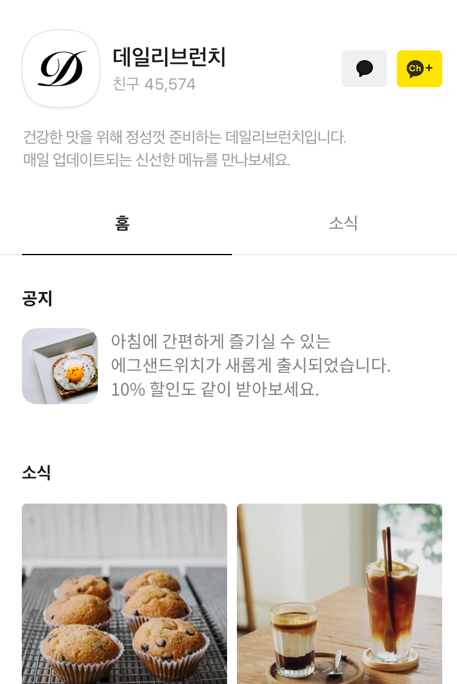 D
데일리브런치
친구 45,574
Ch+
건강한 맛을 위해 정성껏 준비하는 데일리브런치입니다.
매일 업데이트되는 신선한 메뉴를 만나보세요.
홈
소식
공지
아침에 간편하게 즐기실 수 있는
에그샌드위치가 새롭게 출시되었습니다.
10% 할인도 같이 받아보세요.
소식